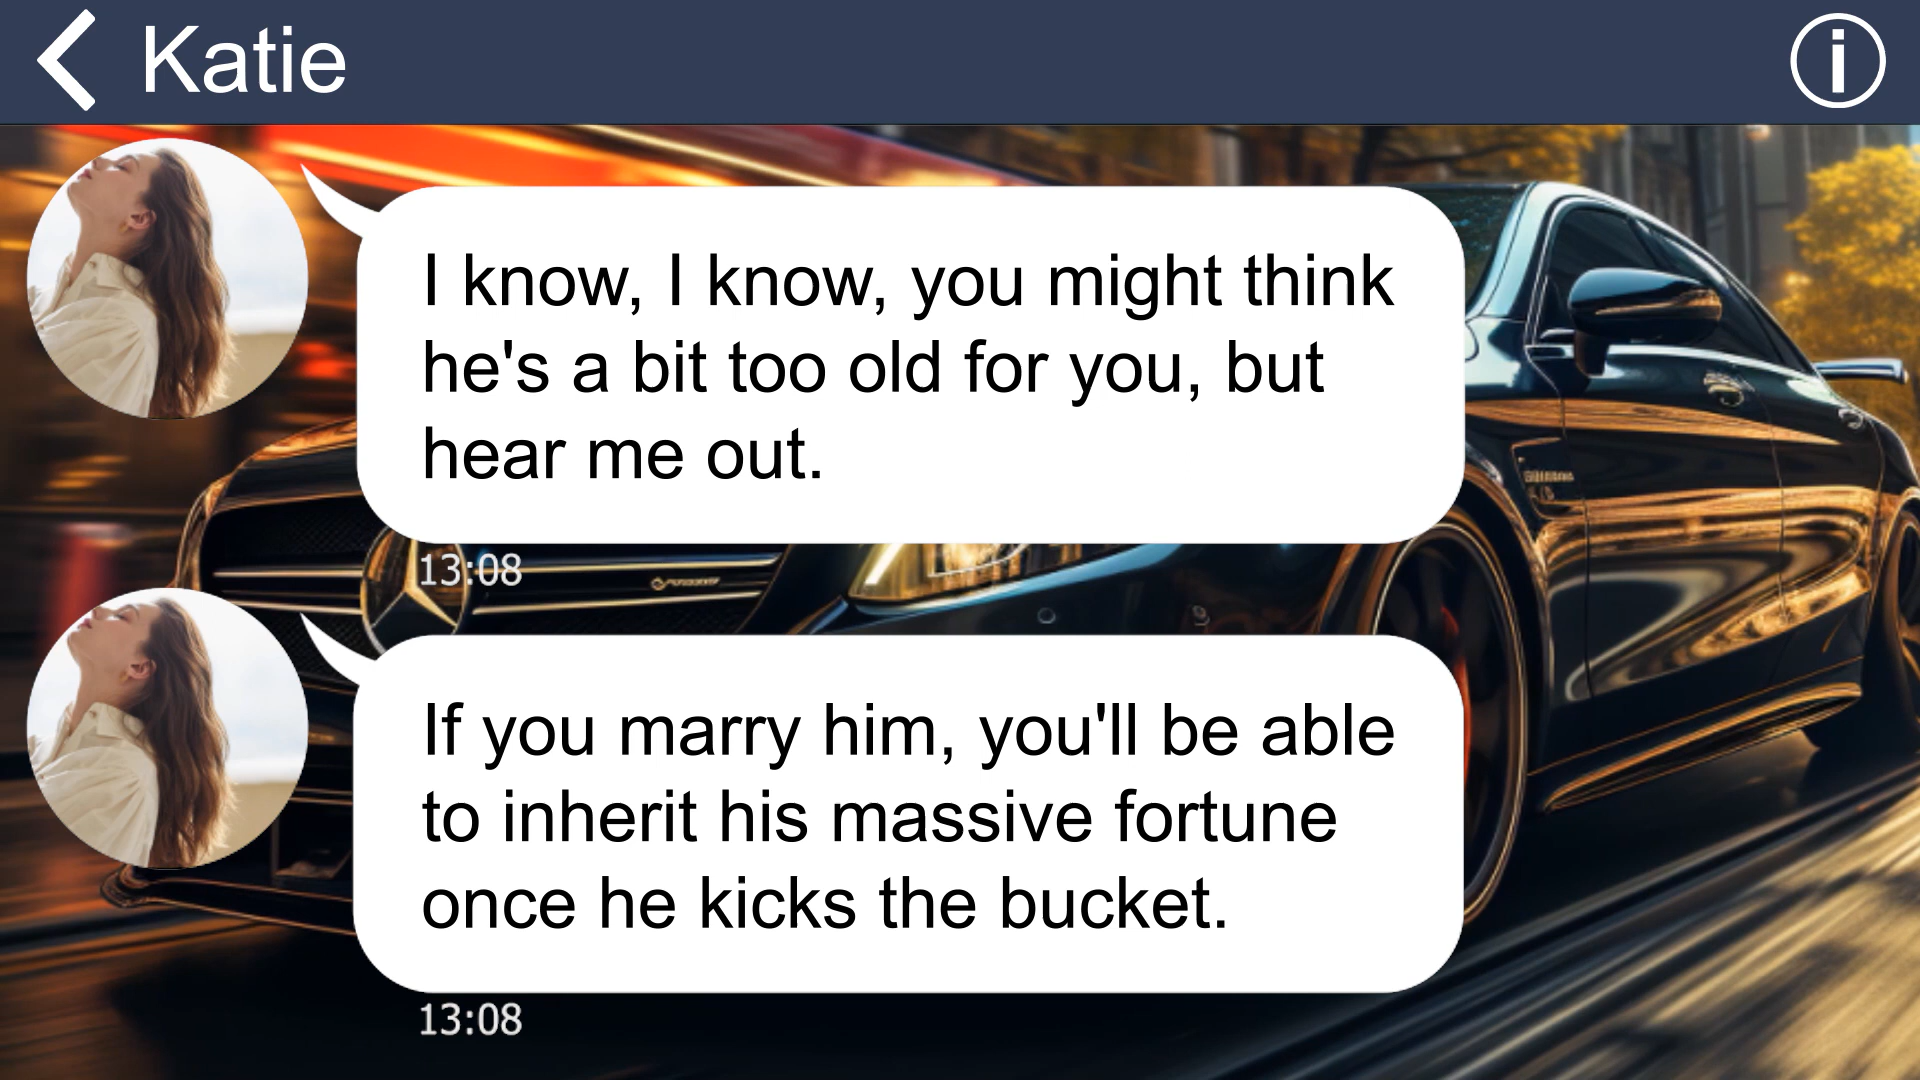 Katie
I know, I know, you might think
he's a bit too old for you, but
hear me out.
13:08
If you marry him, you'll be able
to inherit his massive fortune
once he kicks the bucket.
13:08